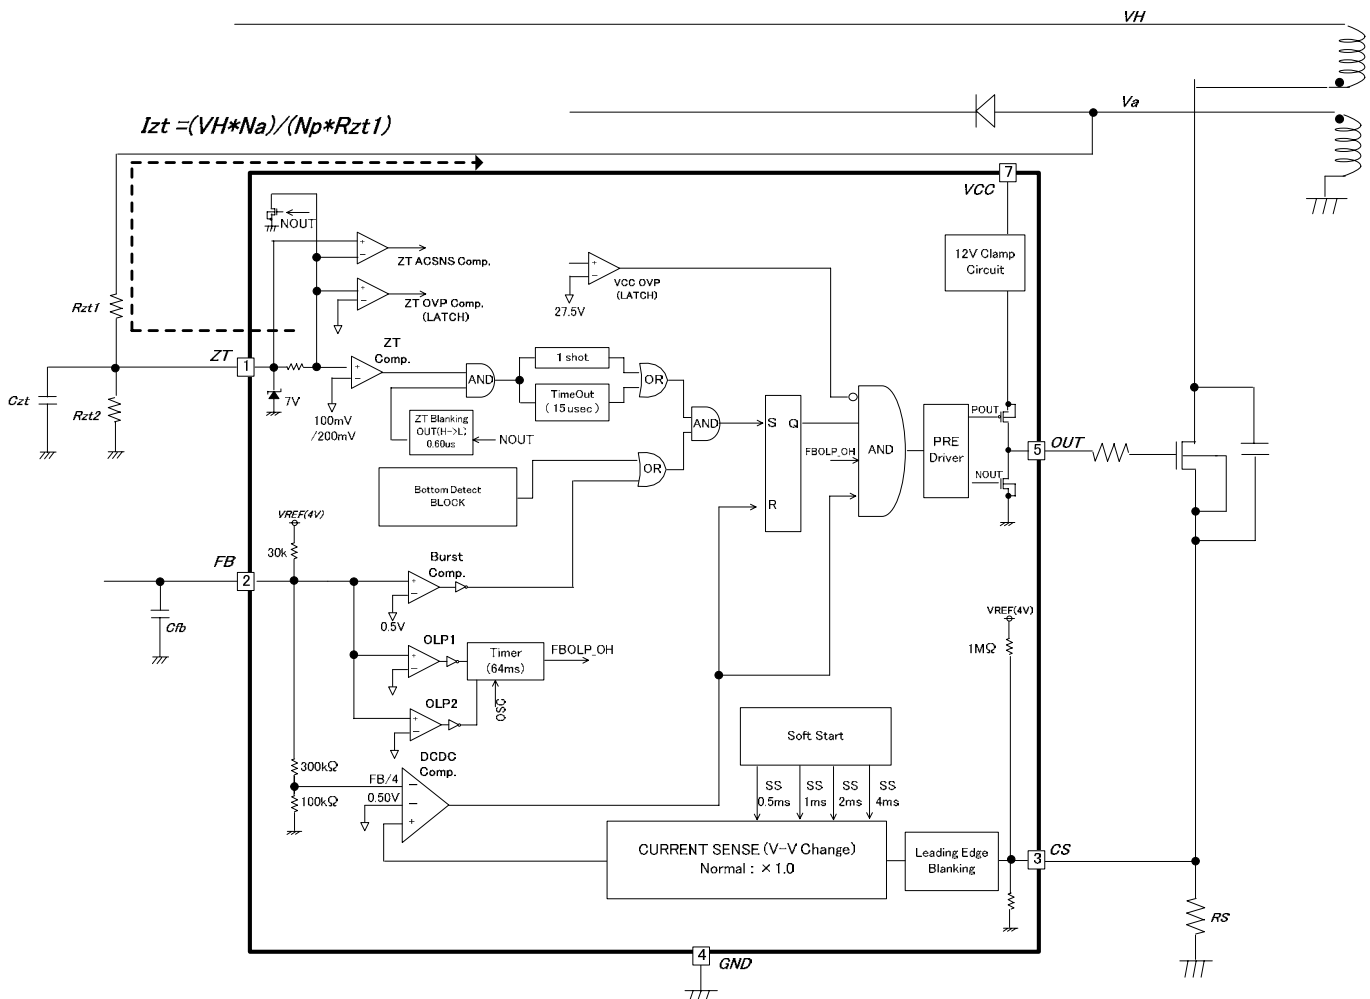 VH
Va
Izt =(VH*Na)/(Np*Rzt1)
7
VCC
NOUT
ZT ACSNS Comp.
12V Clamp
Circuit
VCC OVP
(LATCH)
27.5V
ZT OVP Comp.
(LATCH)
Rzt1
ZT
1
ZT
Comp.
1 shot
AND
OR
TimeOut
( 15 usec )
7V
Czt
Rzt2
100mV
/200mV
ZT Blanking
OUT(H->L)
0.60us
NOUT
AND
S Q
R
POUT
PRE
Driver
NOUT
5
OUT
FBOLP_OH
AND
OR
Bottom Detect
BLOCK
VREF(4V)
30k
FB
2
Burst
Comp.
0.5V
Cfb
VREF(4V)
1MΩ
OLP1
Timer
(64ms)
FBOLP_OH
OLP2
OSC
Soft Start
DCDC
Comp.
300kΩ
FB/4
0.50V
100kΩ
SS
0.5ms
SS
1ms
SS
2ms
SS
4ms
CURRENT SENSE (V-V Change)
Normal : ×1.0
Leading Edge
Blanking
3
CS
RS
4
GND